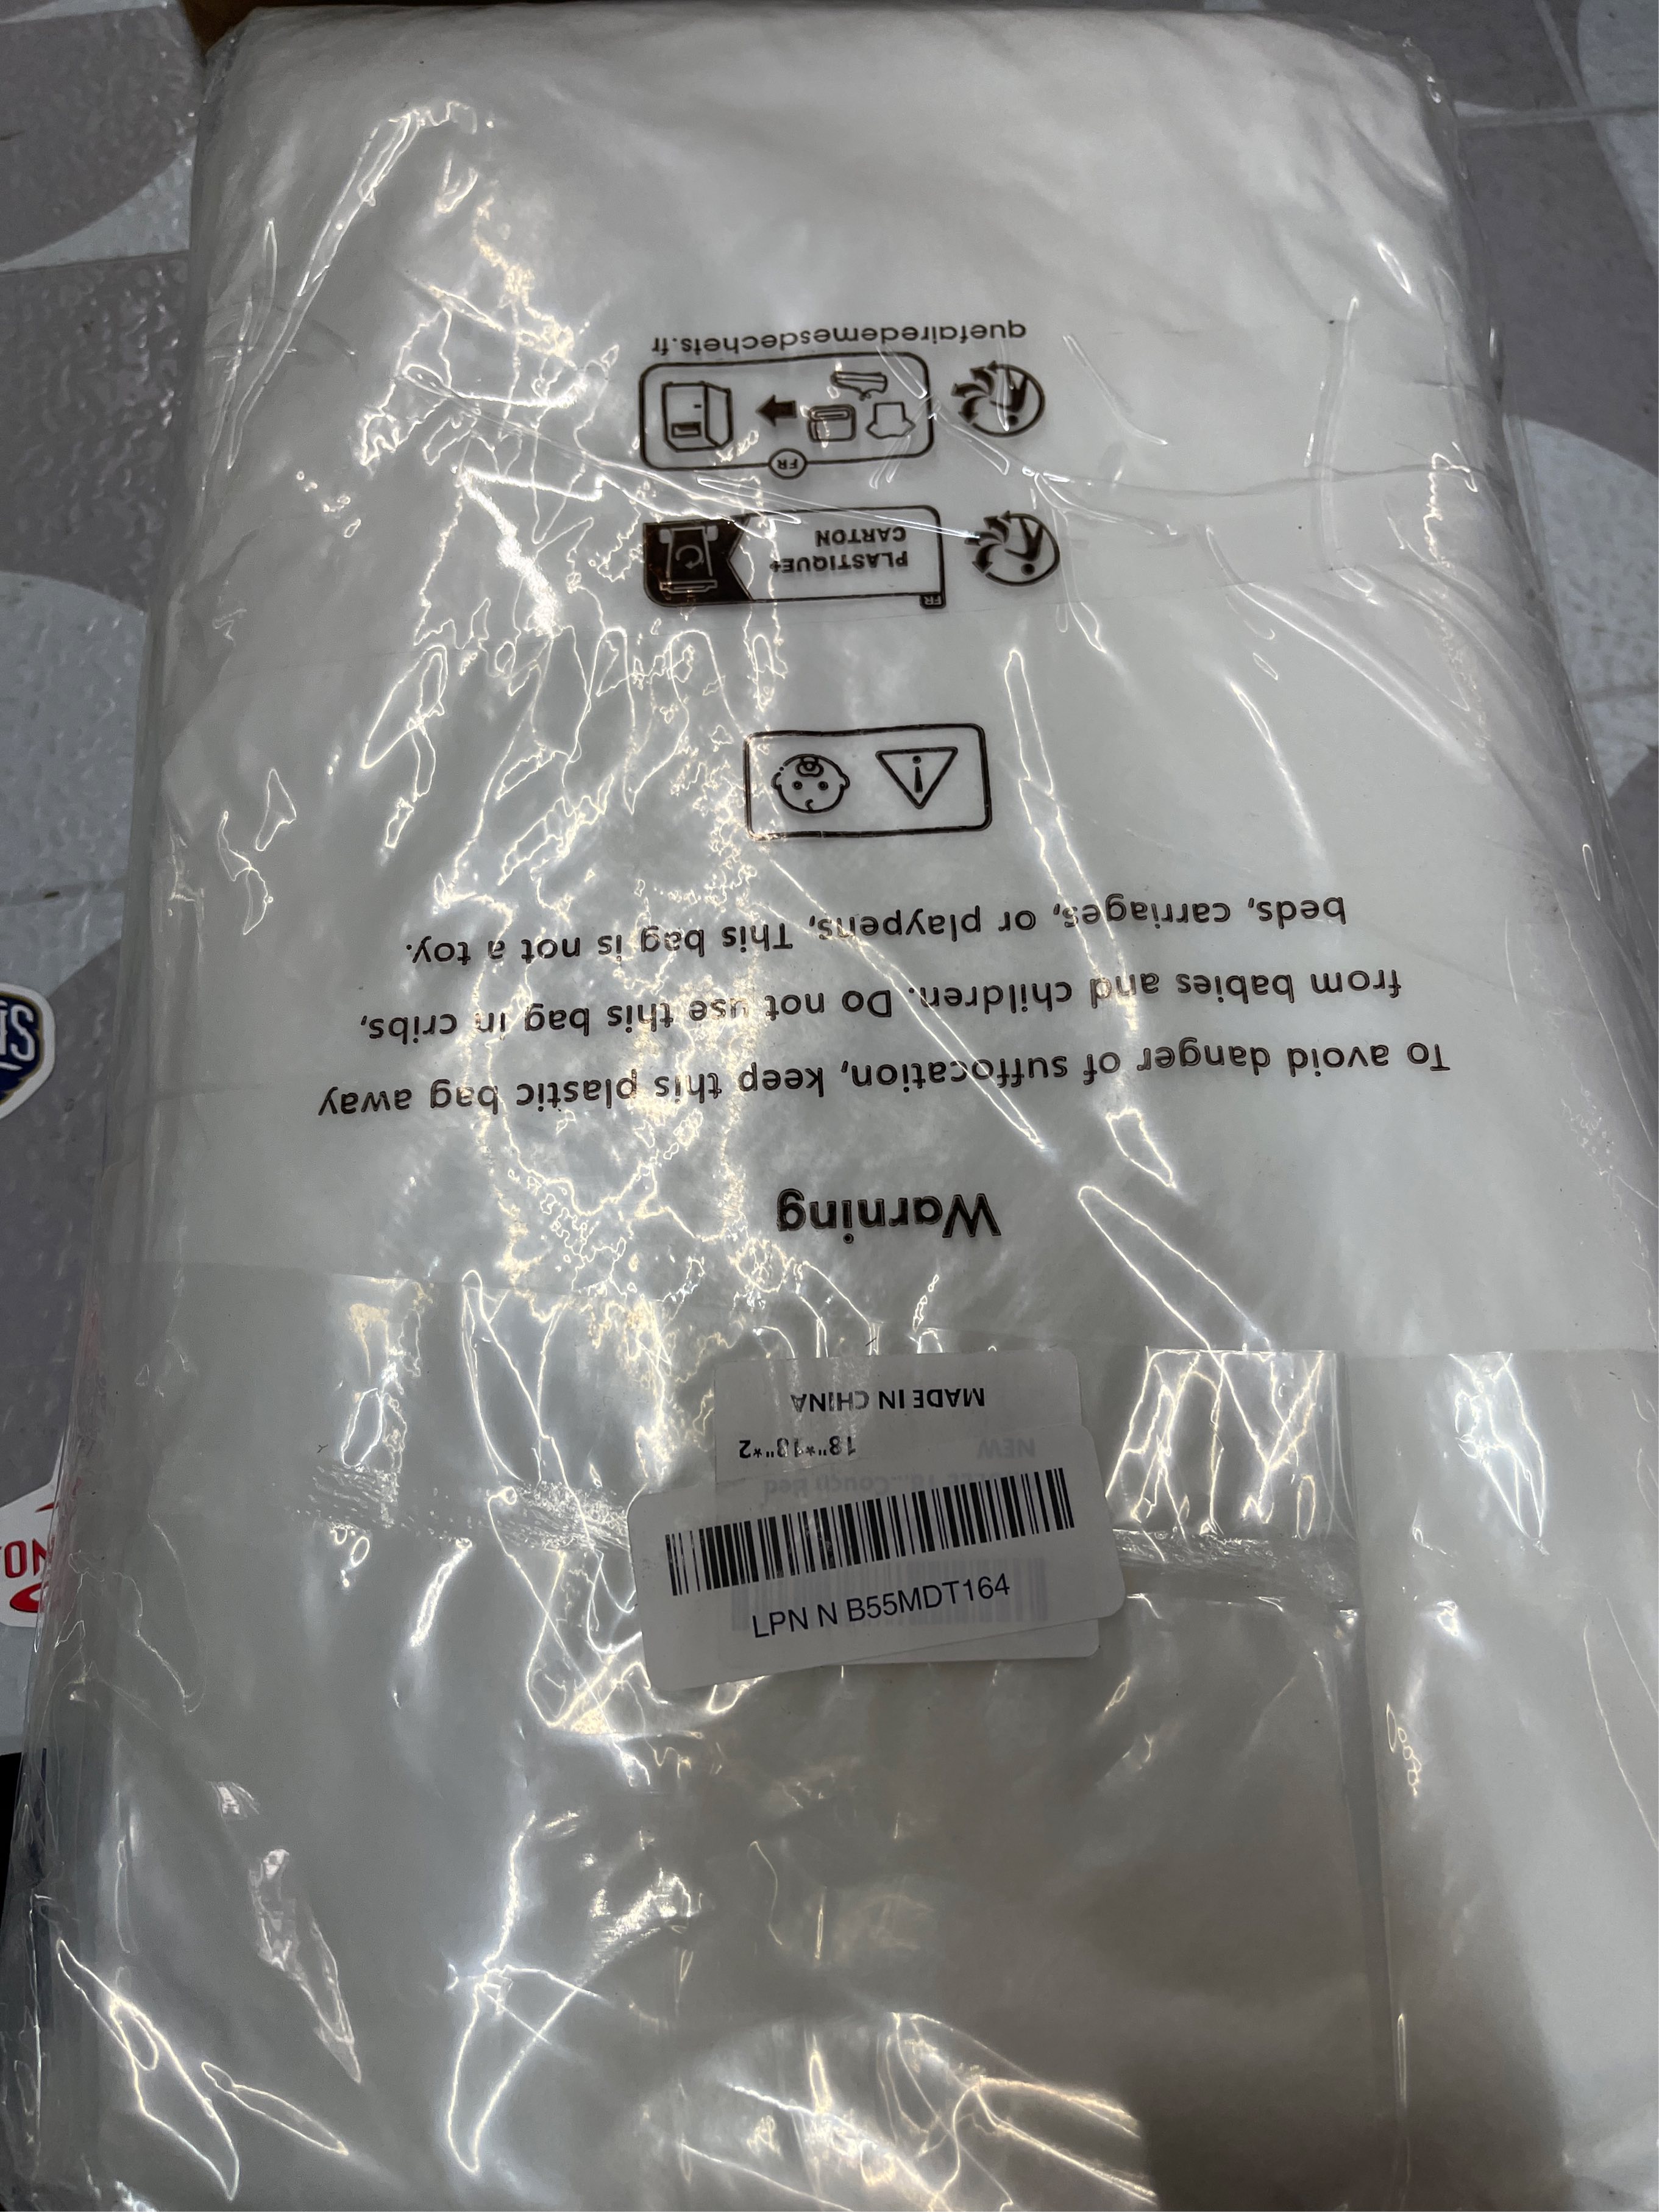 Warning
To avoid danger of suffocation, keep this plastic bag away
from babies and children. Do not use this bag in cribs,
beds, carriages, or playpens, This bag is not a toy.
FR
PLASTIQUE+
CARTON
FR
quefairedemesdechets.fr
LPN N B55MDT164
Couch Bed
NEW
18"*18"*2
MADE IN CHINA